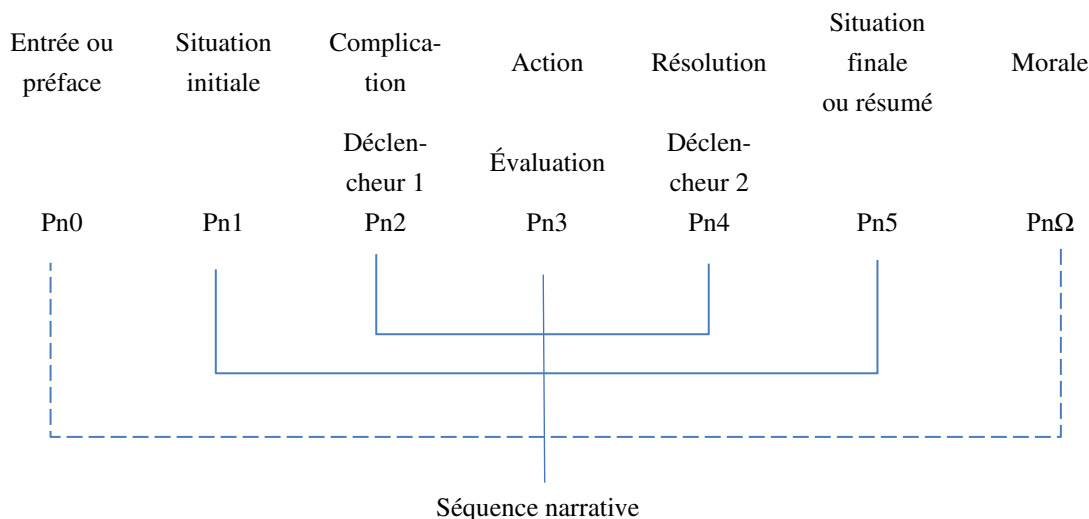 Entrée ou
préface
Situation
initiale
Complica-
tion
Action
Résolution
Situation
finale
ou résumé
Morale
Déclen-
cheur 1
Évaluation
Déclen-
cheur 2
Pn0
Pn1
Pn2
Pn3
Pn4
Pn5
PnΩ
Séquence narrative